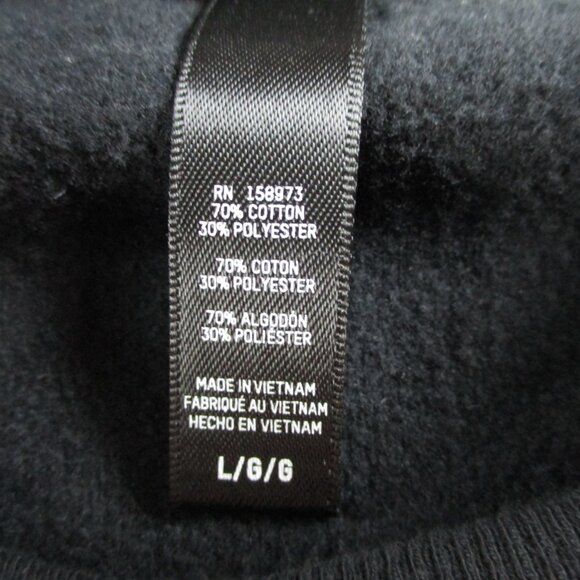 RN 158973
70% COTTON
30% POLYESTER
70% COTON
30% POLYESTER
70% ALGODÓN
30% POLIÉSTER
MADE IN VIETNAM
FABRIQUÉ AU VIETNAM
HECHO EN VIETNAM
L/G/G